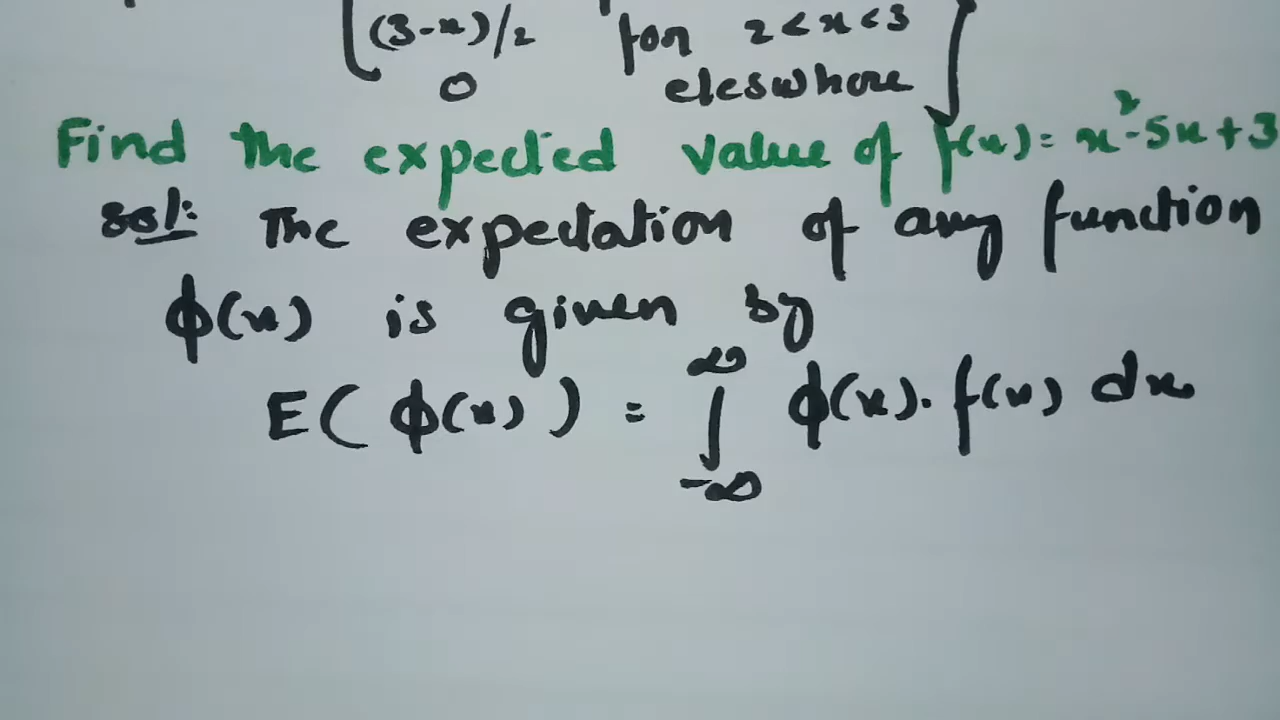 (3-x)/2 for 2<x<3
0 eleswhere
Find the expected value of f(x)= x²-5x+3
sol: The expectation of any function
ϕ(x) is given by
E(ϕ(x)) = ∫_{-∞}^{∞} ϕ(x). f(x) dx